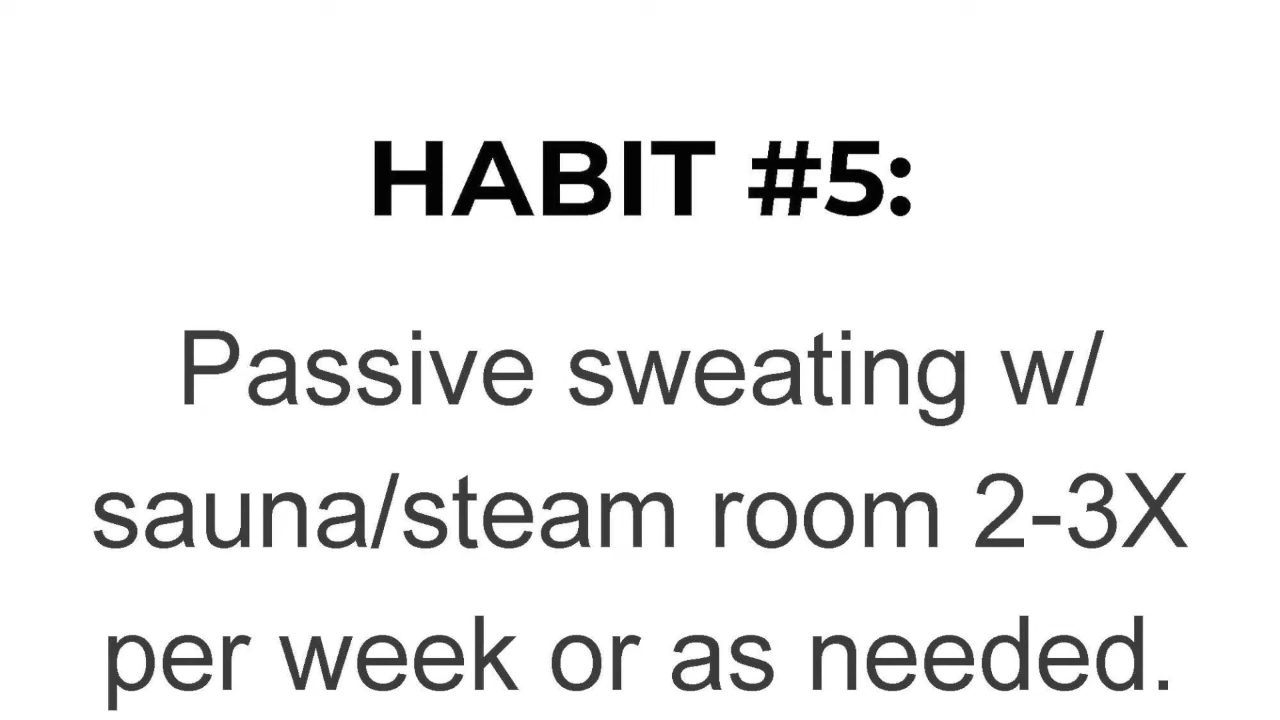 HABIT #5:
Passive sweating w/
sauna/steam room 2-3X
per week or as needed.